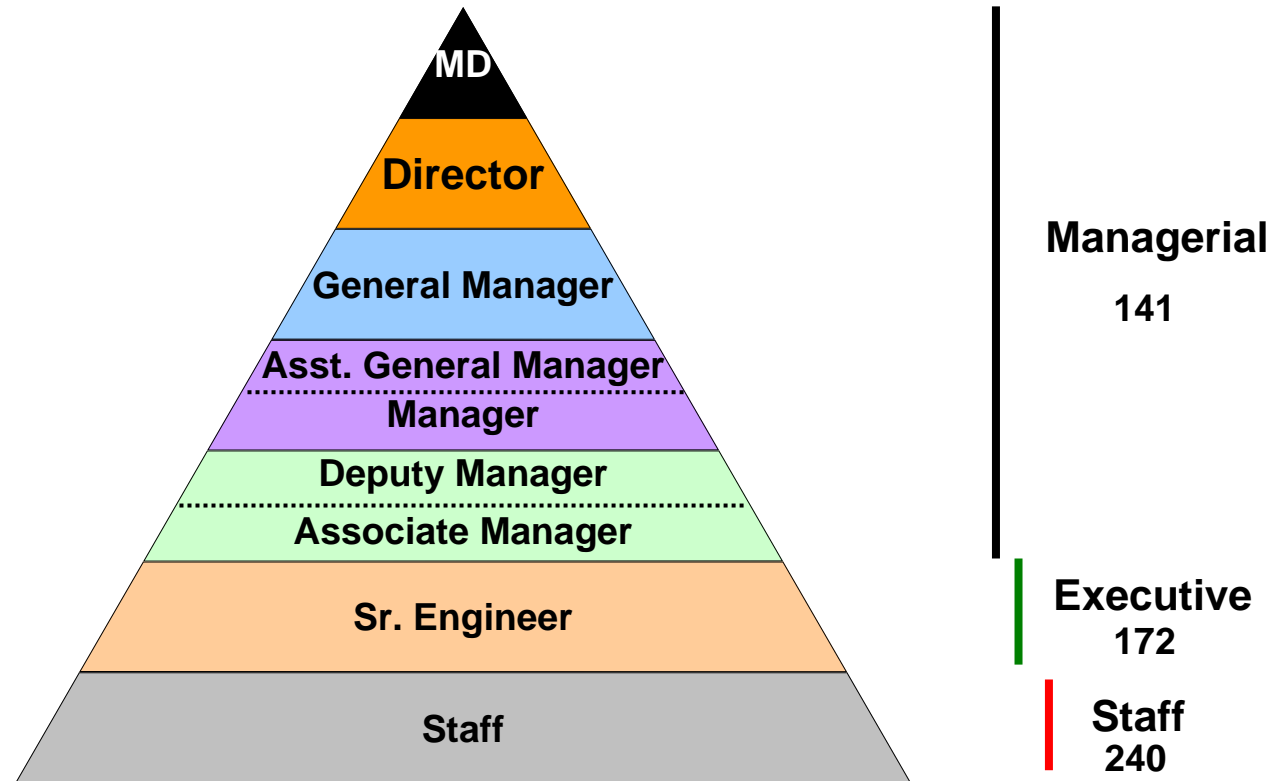 MD
Director
General Manager
Asst. General Manager
Manager
Deputy Manager
Associate Manager
Sr. Engineer
Staff
Managerial
141
Executive
172
Staff
240